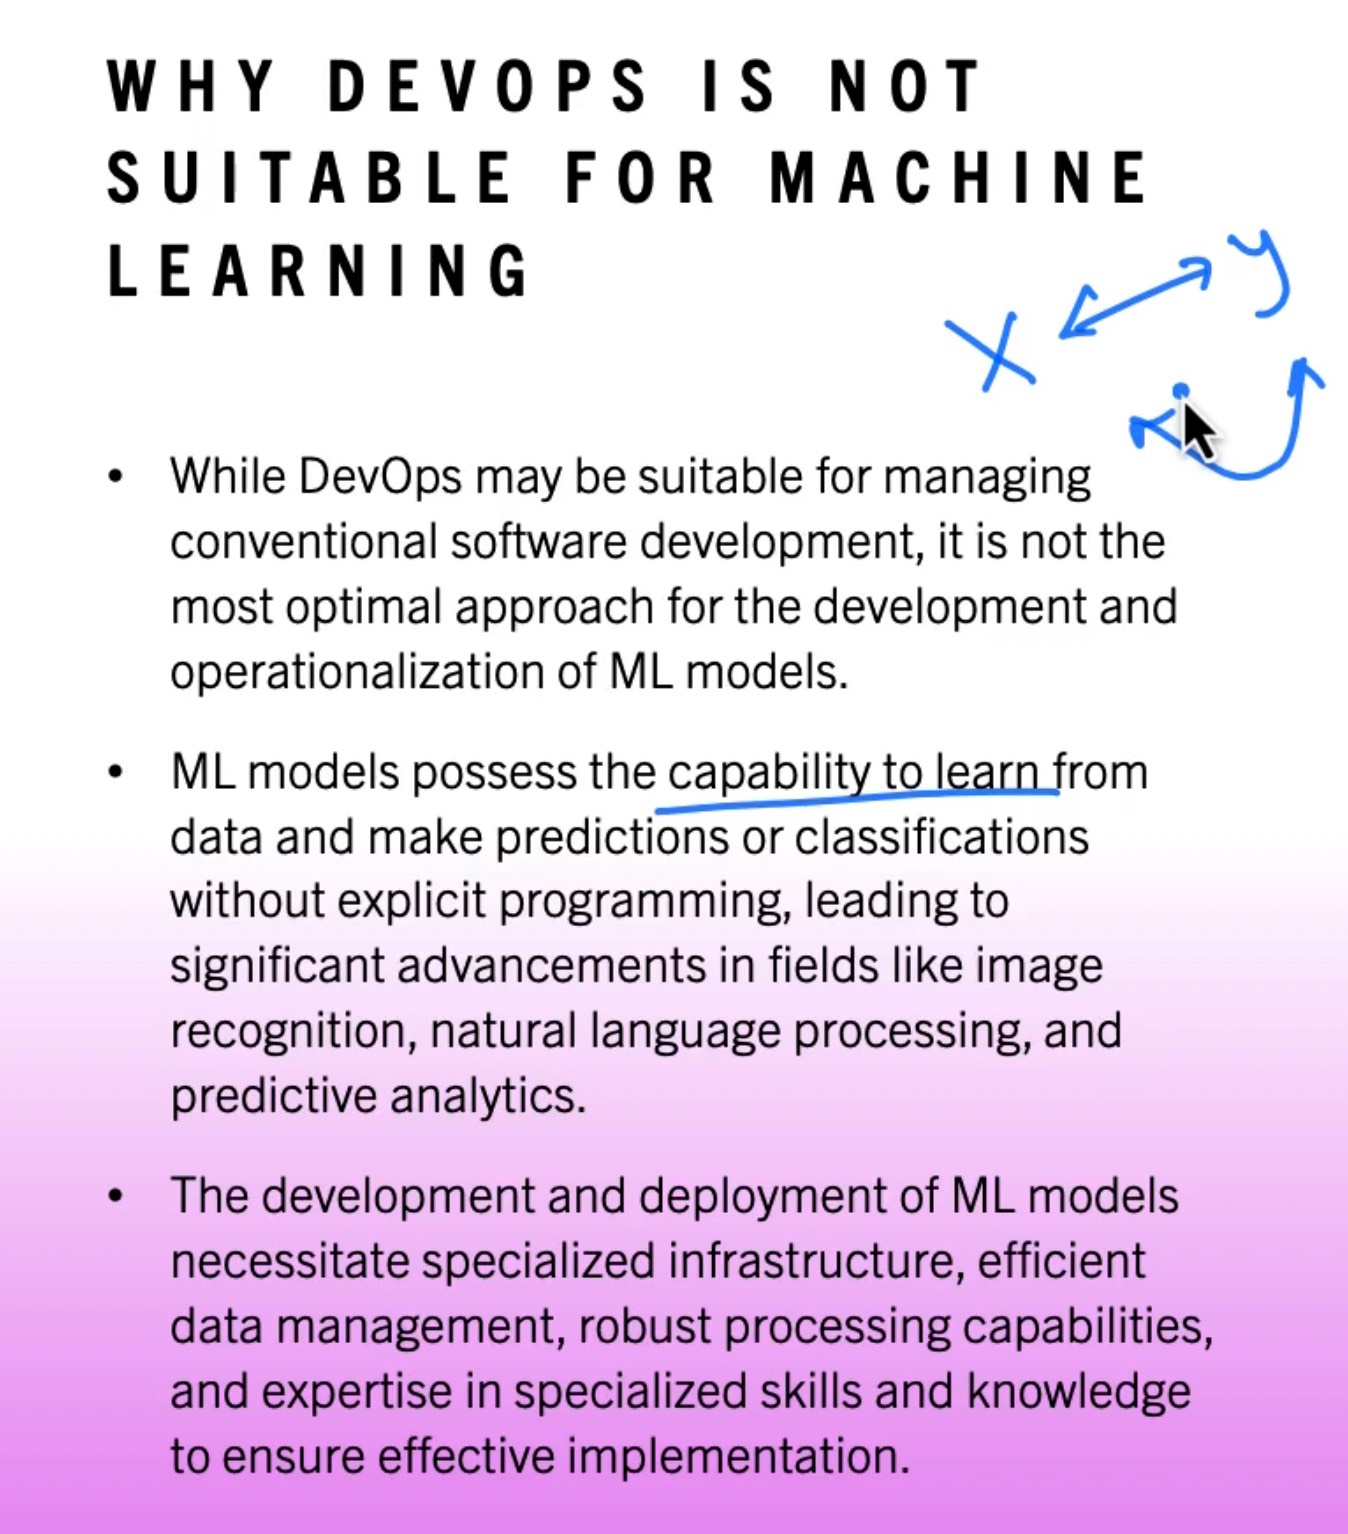 WHY DEVOPS IS NOT
SUITABLE FOR MACHINE
LEARNING
X
y
• While DevOps may be suitable for managing
conventional software development, it is not the
most optimal approach for the development and
operationalization of ML models.
• ML models possess the capability to learn from
data and make predictions or classifications
without explicit programming, leading to
significant advancements in fields like image
recognition, natural language processing, and
predictive analytics.
• The development and deployment of ML models
necessitate specialized infrastructure, efficient
data management, robust processing capabilities,
and expertise in specialized skills and knowledge
to ensure effective implementation.